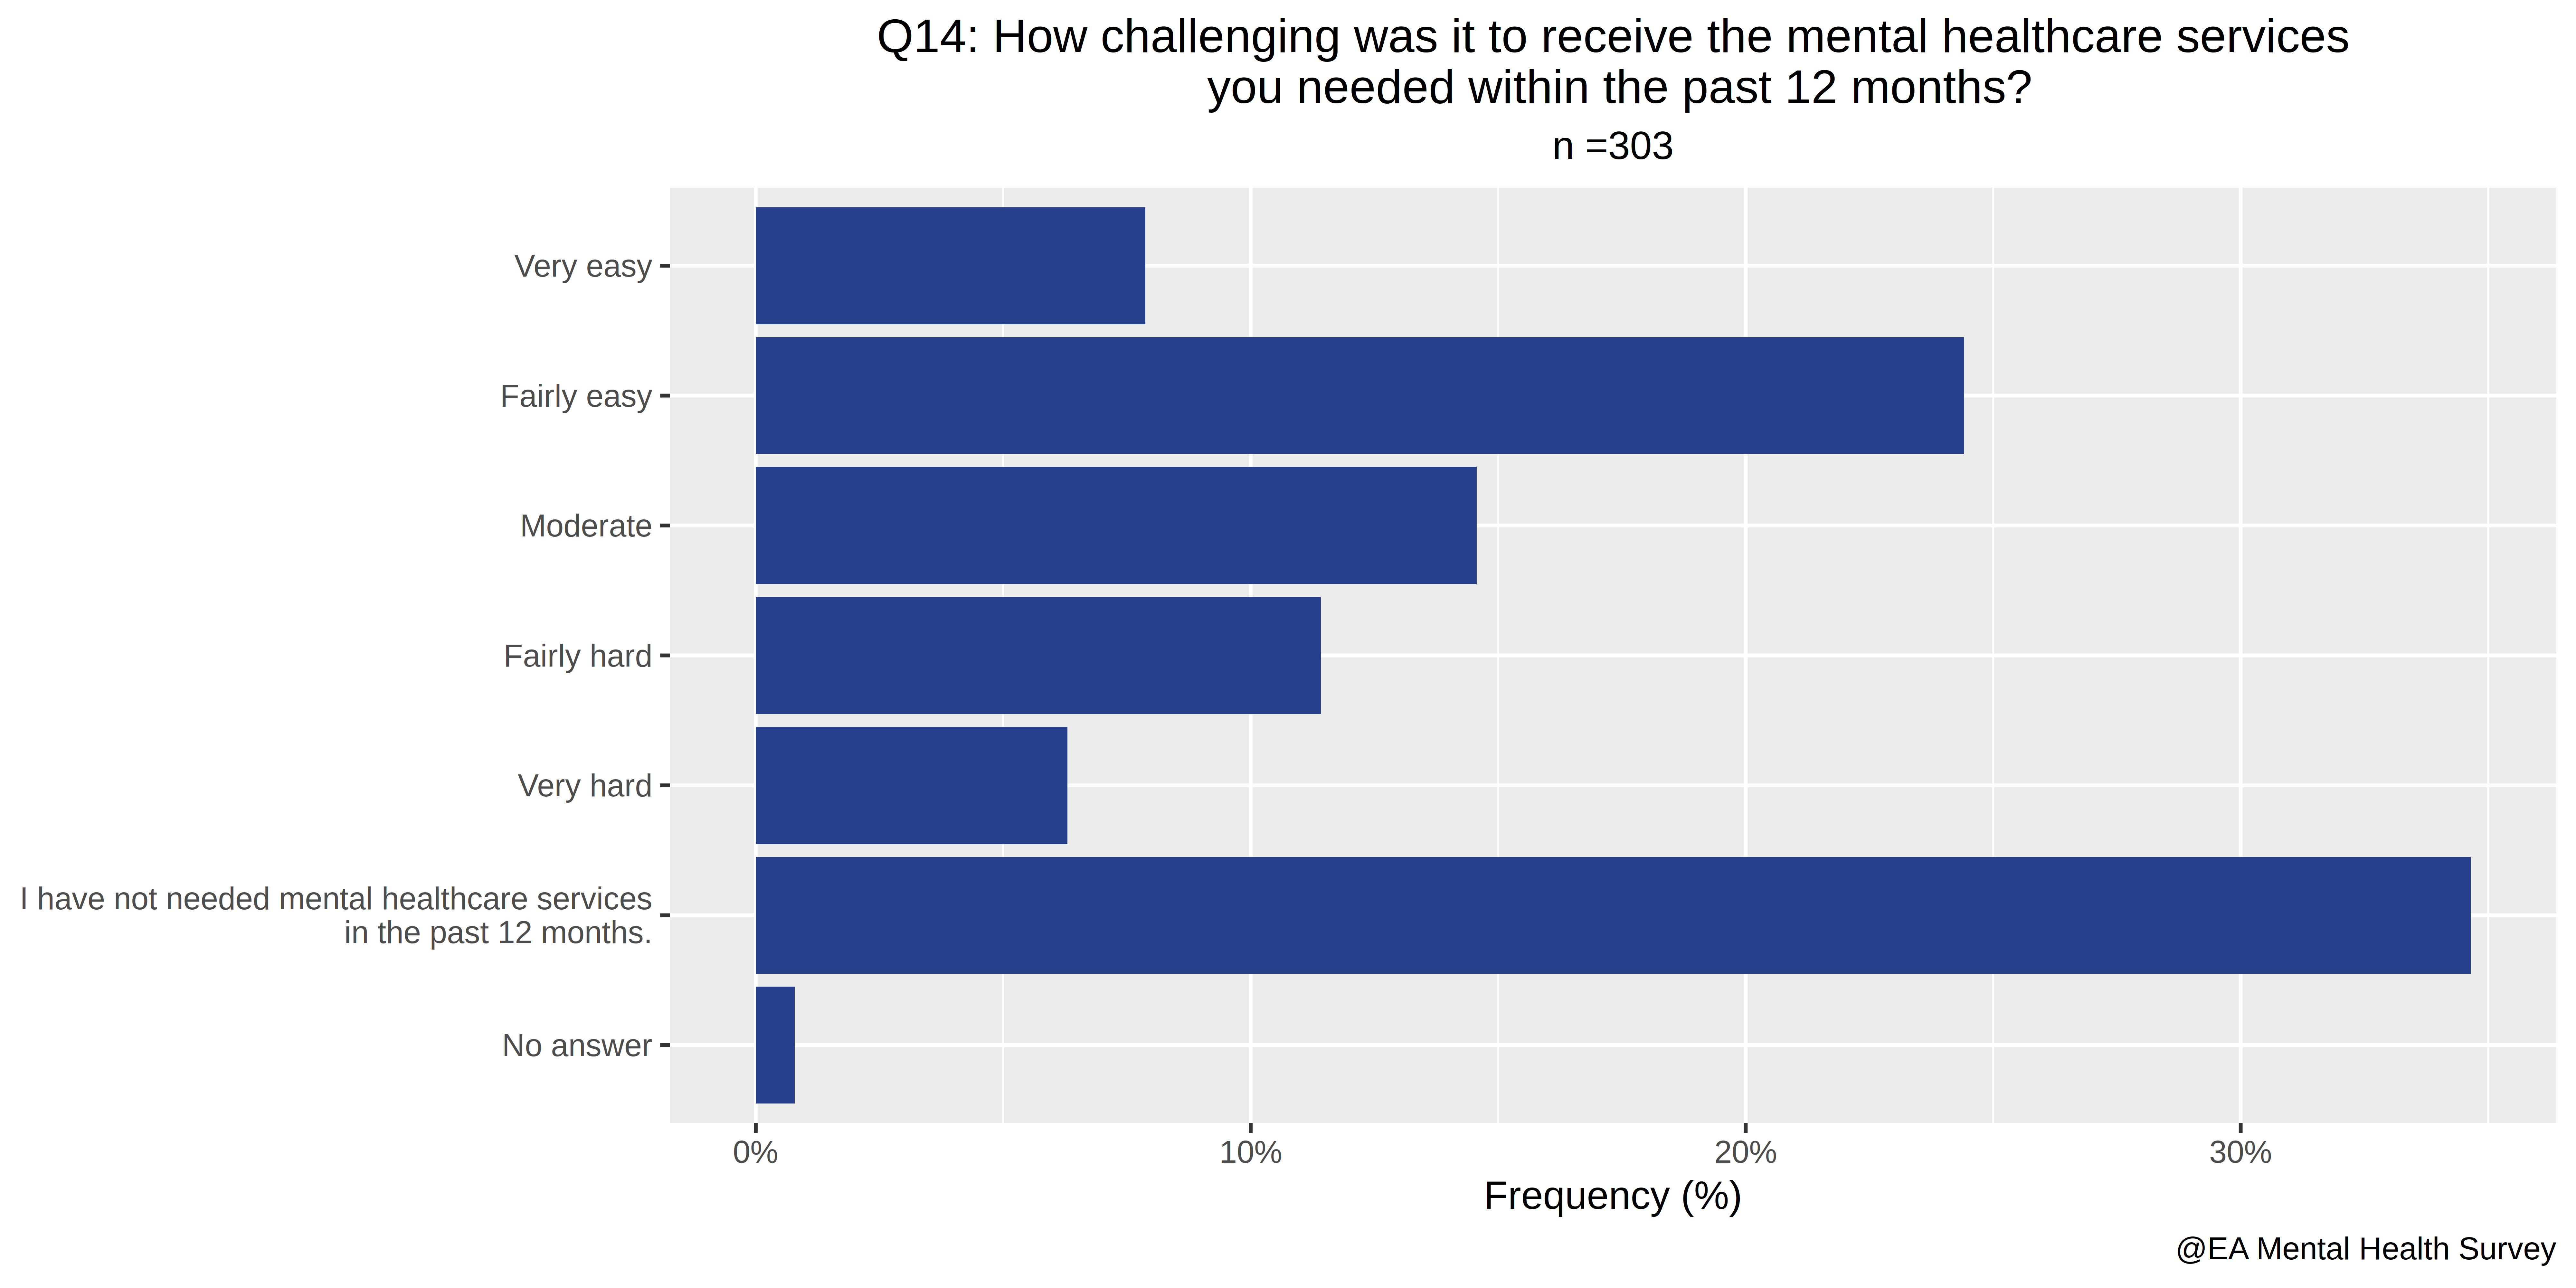 Q14: How challenging was it to receive the mental healthcare services
you needed within the past 12 months?
n =303
Very easy
Fairly easy
Moderate
Fairly hard
Very hard
I have not needed mental healthcare services
in the past 12 months.
No answer
0%
10%
20%
30%
Frequency (%)
@EA Mental Health Survey